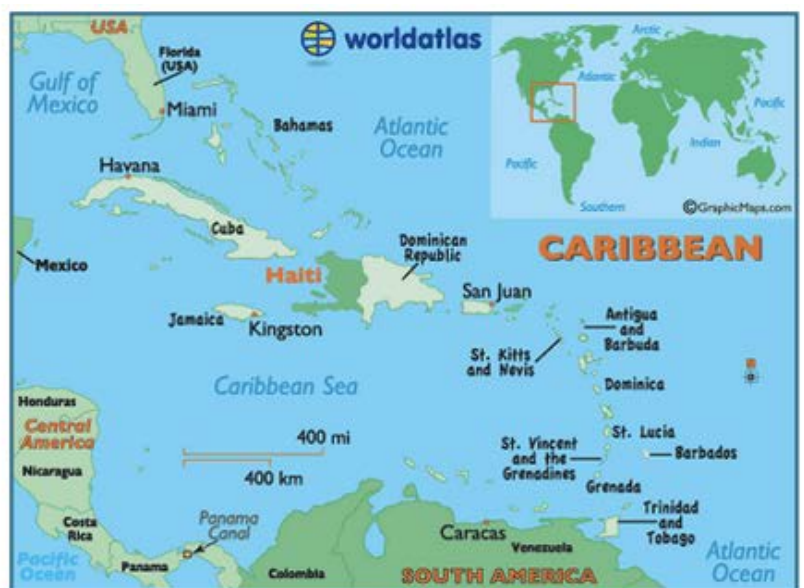 USA
worldatlas
Florida
(USA)
Gulf of
Mexico
Miami
Bahamas
Atlantic
Ocean
Arctic
Atlantic
Pacific
Indian
Pacific
Southern
©GraphicMaps.com
Havana
Cuba
Mexico
Haiti
Dominican
Republic
CARIBBEAN
San Juan
Jamaica
Kingston
Antigua
and
Barbuda
St. Kitts
and Nevis
Caribbean Sea
Dominica
Honduras
Central
America
400 mi
400 km
St. Lucia
St. Vincent
and the
Grenadines
Barbados
Nicaragua
Grenada
Costa
Rica
Panama
Canal
Trinidad
and
Tobago
Caracas
Venezuela
Pacific
Ocean
Panama
Colombia
SOUTH AMERICA
Atlantic
Ocean